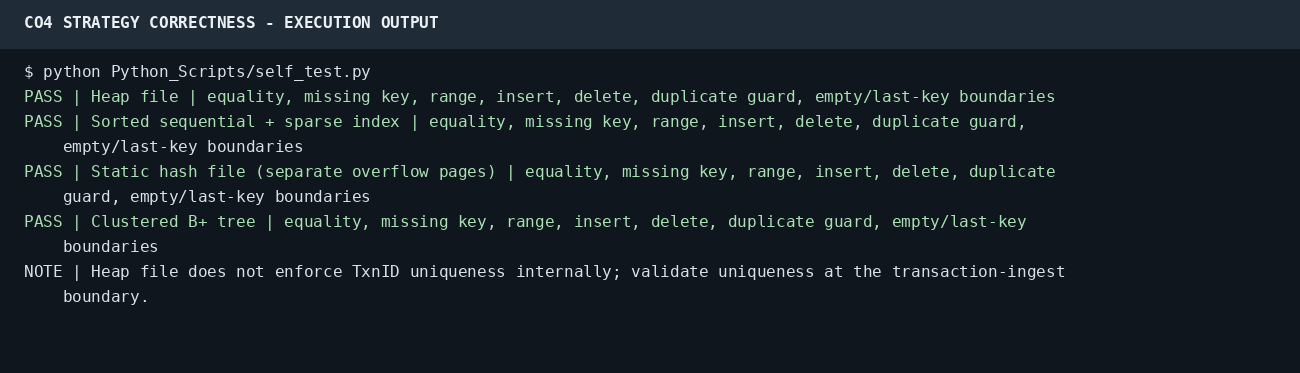 CO4 STRATEGY CORRECTNESS - EXECUTION OUTPUT
$ python Python_Scripts/self_test.py
PASS | Heap file | equality, missing key, range, insert, delete, duplicate guard, empty/last-key boundaries
PASS | Sorted sequential + sparse index | equality, missing key, range, insert, delete, duplicate guard,
empty/last-key boundaries
PASS | Static hash file (separate overflow pages) | equality, missing key, range, insert, delete, duplicate
guard, empty/last-key boundaries
PASS | Clustered B+ tree | equality, missing key, range, insert, delete, duplicate guard, empty/last-key
boundaries
NOTE | Heap file does not enforce TxnID uniqueness internally; validate uniqueness at the transaction-ingest
boundary.